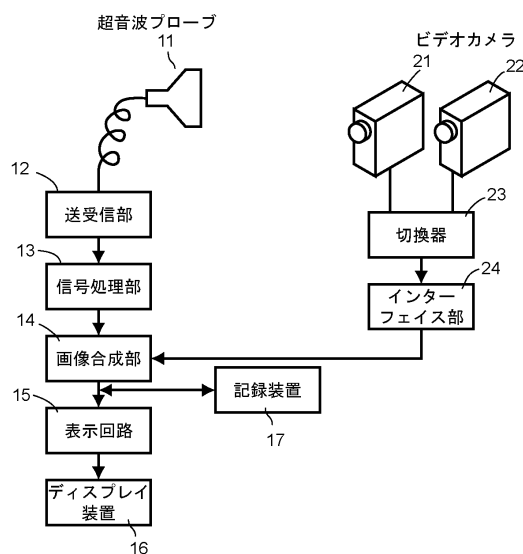 超音波プローブ
11
ビデオカメラ
21
22
12
送受信部
23
切換器
13
信号処理部
24
インター
フェイス部
14
画像合成部
15
記録装置
17
表示回路
ディスプレイ
装置
16